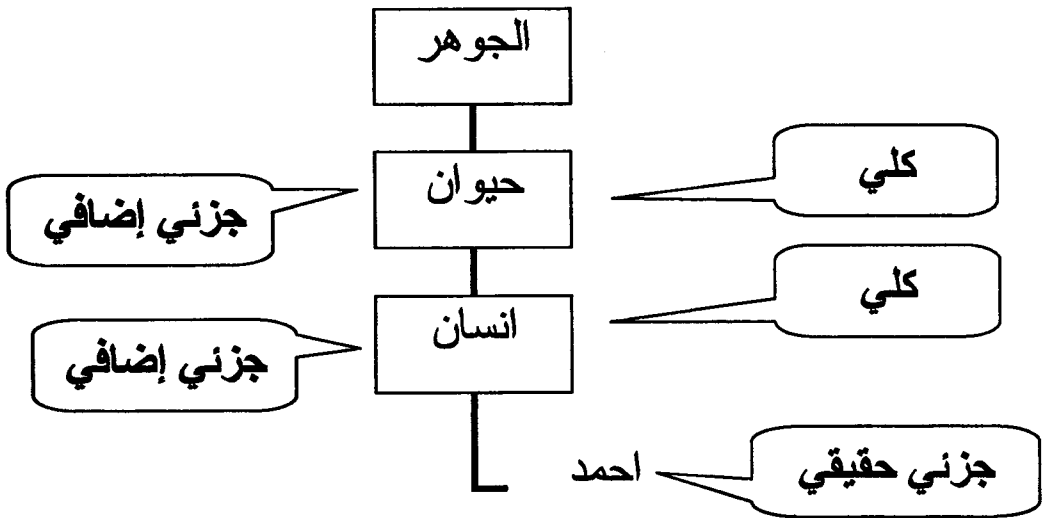 الجوهر
كلي
حيوان
جزئي إضافي
كلي
انسان
جزئي إضافي
جزئي حقيقي
احمد